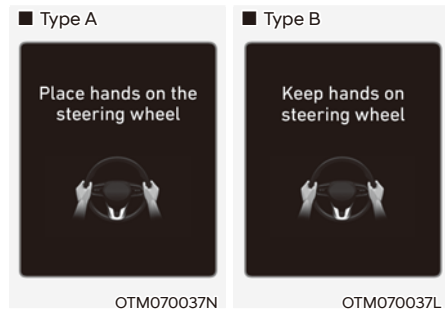 ■ Type A
Place hands on the
steering wheel
OTM070037N
■ Type B
Keep hands on
steering wheel
OTM070037L